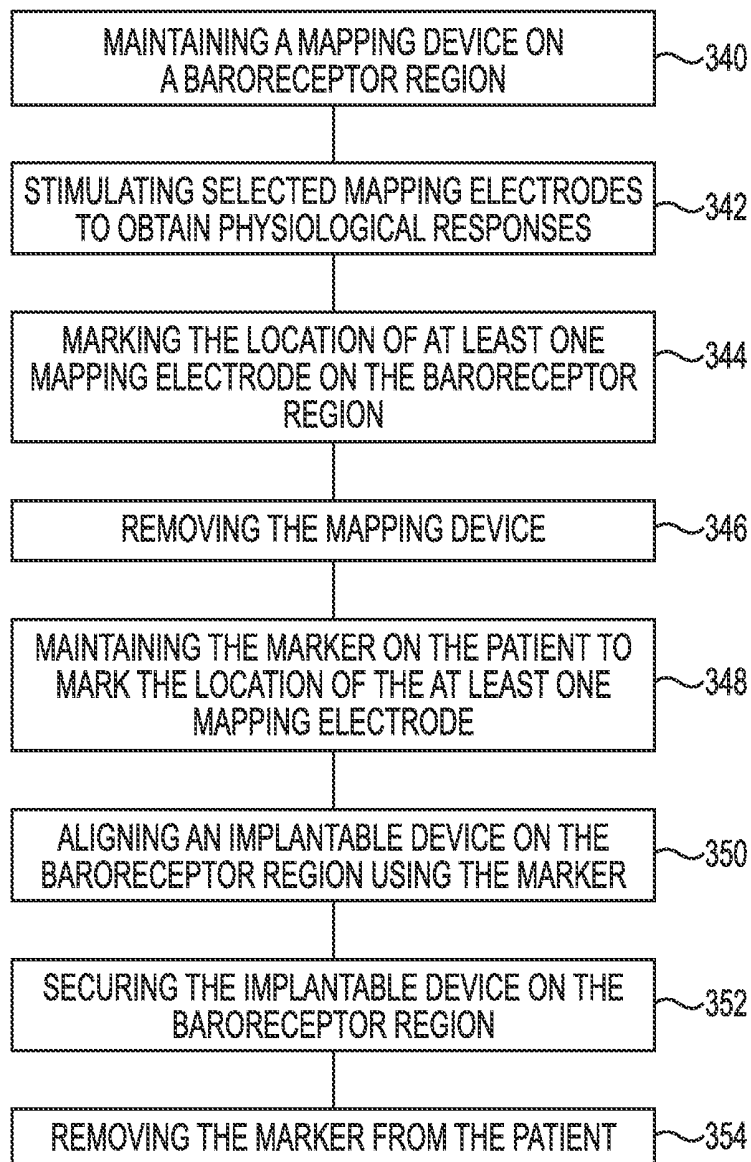 MAINTAINING A MAPPING DEVICE ON
A BARORECEPTOR REGION
340
STIMULATING SELECTED MAPPING ELECTRODES
TO OBTAIN PHYSIOLOGICAL RESPONSES
342
MARKING THE LOCATION OF AT LEAST ONE
MAPPING ELECTRODE ON THE BARORECEPTOR
REGION
344
REMOVING THE MAPPING DEVICE
346
MAINTAINING THE MARKER ON THE PATIENT TO
MARK THE LOCATION OF THE AT LEAST ONE
MAPPING ELECTRODE
348
ALIGNING AN IMPLANTABLE DEVICE ON THE
BARORECEPTOR REGION USING THE MARKER
350
SECURING THE IMPLANTABLE DEVICE ON THE
BARORECEPTOR REGION
352
REMOVING THE MARKER FROM THE PATIENT
354